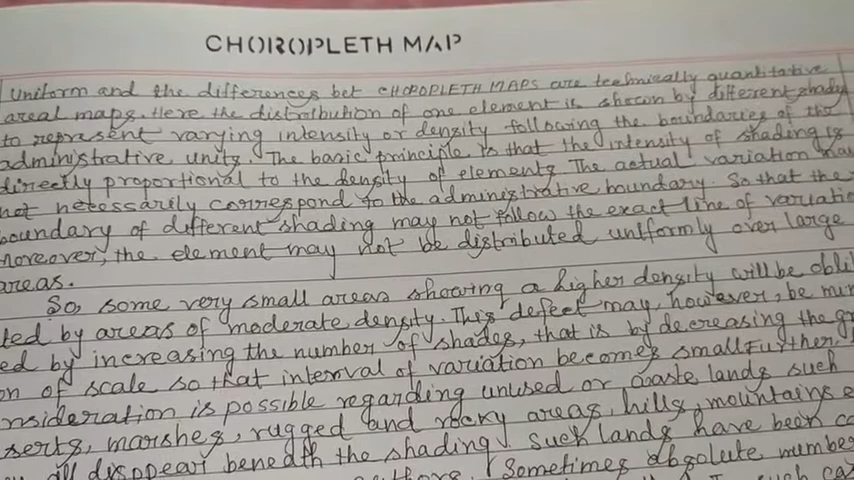 CHOROPLETH MAP
Uniform and the differences bet CHOROPLETH MAPS are technically quantitative
areal maps. Here the distribution of one element is shown by different shady
to represent varying intensity or density following the boundaries of the
administrative units. The basic principle is that the intensity of shading is
directly proportional to the density of elements The actual variation may
not necessarily correspond to the administrative boundary. So that the
boundary of different shading may not follow the exact line of variatio
Moreover, the element may not be distributed uniformly over large
areas.
So, some very small areas showing a higher density will be obli
ted by areas of moderate density. This defect may, however, be
ed by increasing the number of shades, that is by decreasing the
on of scale so that interval of variation becomes small Further,
nsideration is possible regarding unused or waste lands such
serts, marshes, rugged and rocky areas, hills, mountains e
all disappear beneath the shading such lands have been
Sometimes absolute number
such